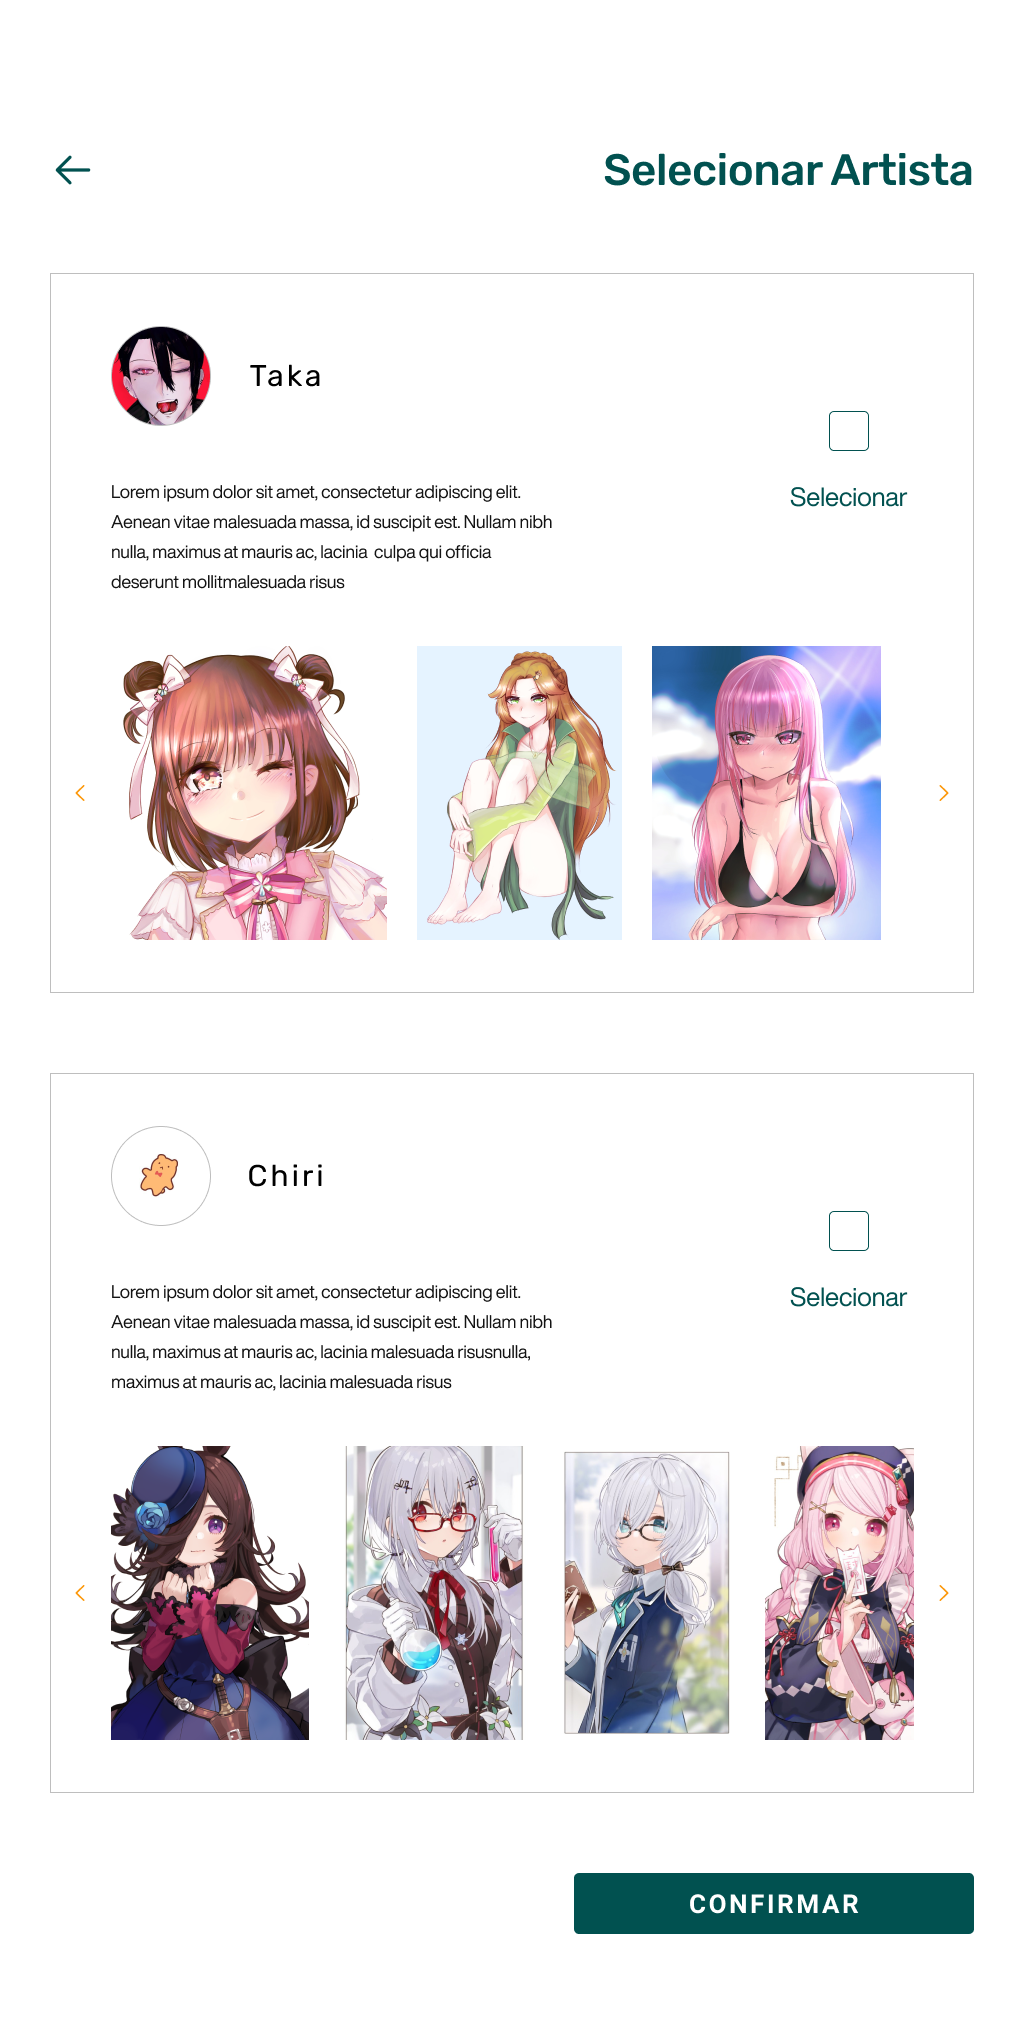 Selecionar Artista
Taka
Selecionar
Lorem ipsum dolor sit amet, consectetur adipiscing elit.
Aenean vitae malesuada massa, id suscipit est. Nullam nibh
nulla, maximus at mauris ac, lacinia  culpa qui officia
deserunt mollitmalesuada risus
Chiri
Selecionar
Lorem ipsum dolor sit amet, consectetur adipiscing elit.
Aenean vitae malesuada massa, id suscipit est. Nullam nibh
nulla, maximus at mauris ac, lacinia malesuada risusnulla,
maximus at mauris ac, lacinia malesuada risus
CONFIRMAR